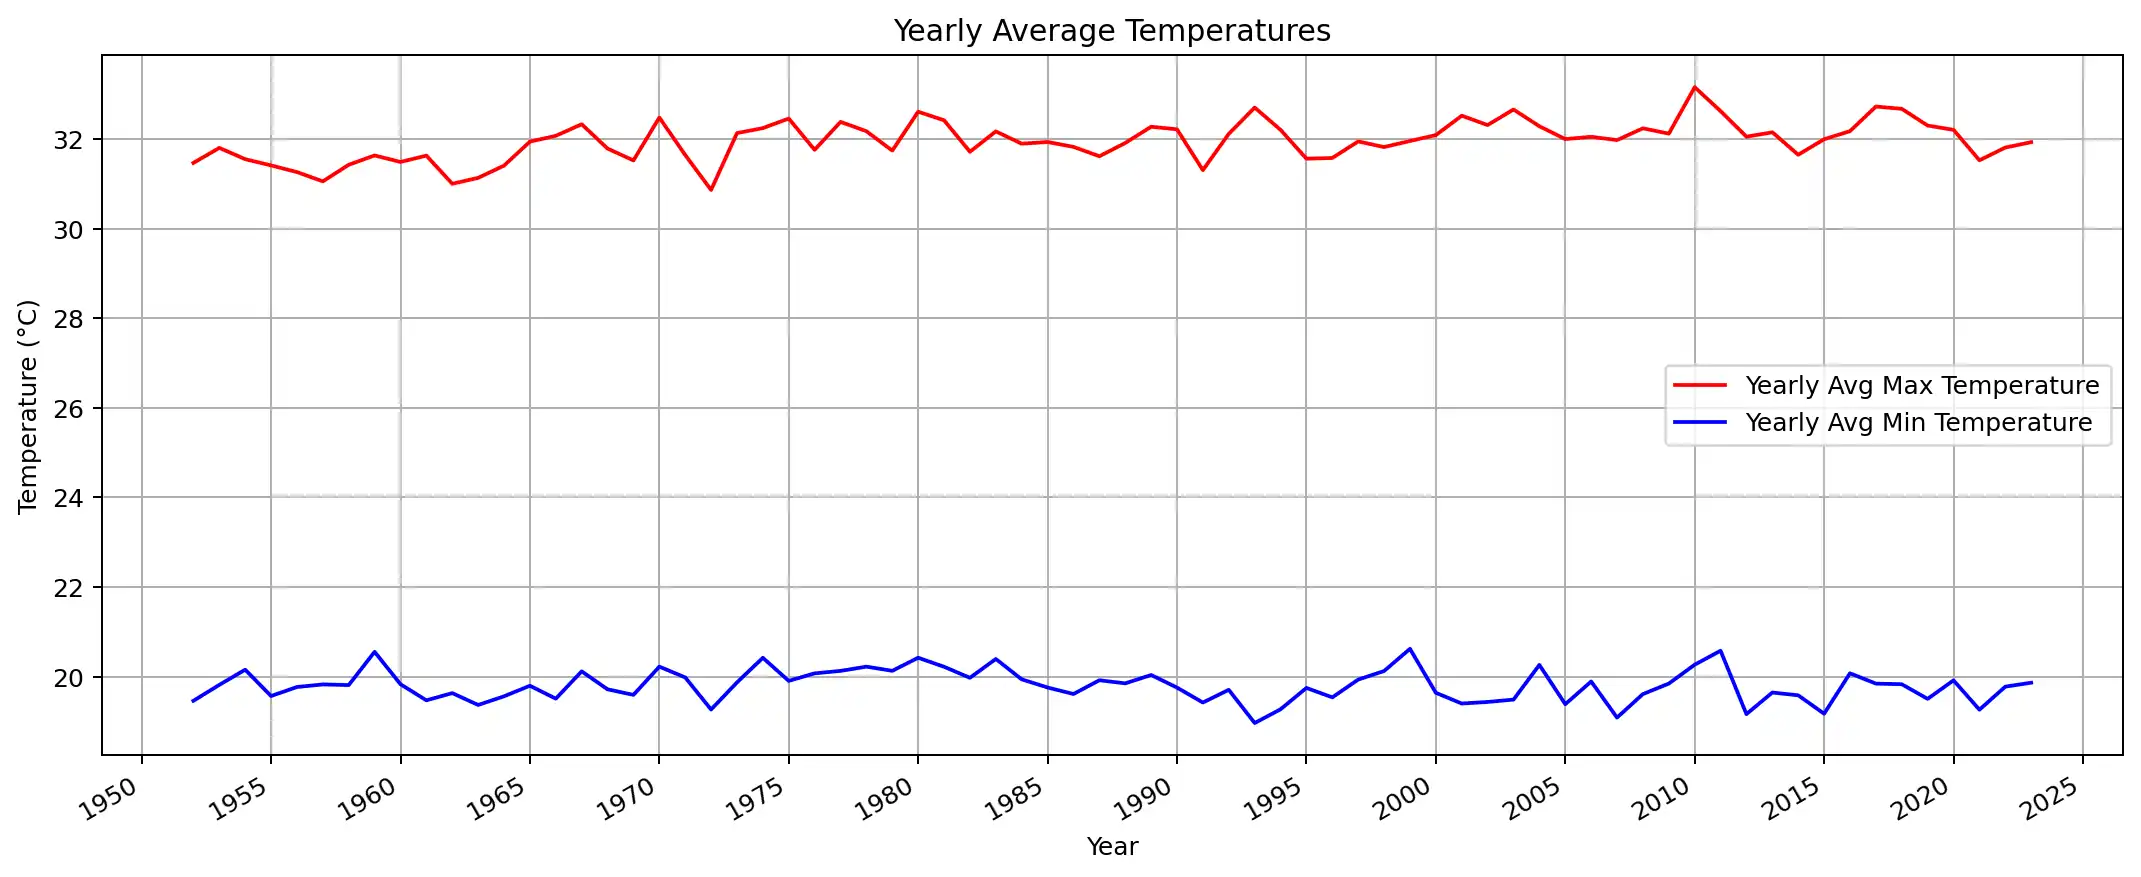 Yearly Average Temperatures
Temperature (°C)
32
30
28
26
24
22
20
Yearly Avg Max Temperature
Yearly Avg Min Temperature
1950 1955 1960 1965 1970 1975 1980 1985 1990 1995 2000 2005 2010 2015 2020 2025
Year